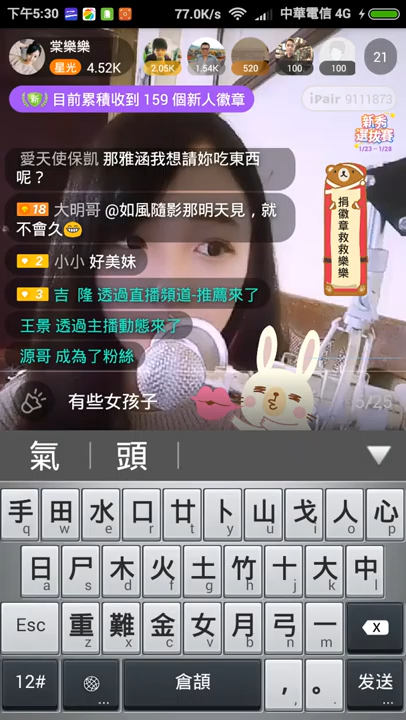 下午5:30 77.0K/s 中華電信 4G
棠樂樂
星光 4.52K
2.05K 1.54K 520 100 100 21
新 目前累積收到 159 個新人徽章
iPair 9111873
新秀
選拔賽
1/23－1/28
愛天使保凱 那雅涵我想請妳吃東西
呢？
18 大明哥 @如風隨影那明天見，就
不會久
2 小小 好美妹
3 吉 隆 透過直播頻道-推薦來了
王景 透過主播動態來了
源哥 成為了粉絲
捐徽章救救樂樂
有些女孩子
5/25
氣 頭
手 田 水 口 廿 卜 山 戈 人 心
q w e r t y u i o p
日 尸 木 火 土 竹 十 大 中
a s d f g h j k l
Esc 重 難 金 女 月 弓 一 X
z x c v b n m
12# 倉頡 ， 。 发送